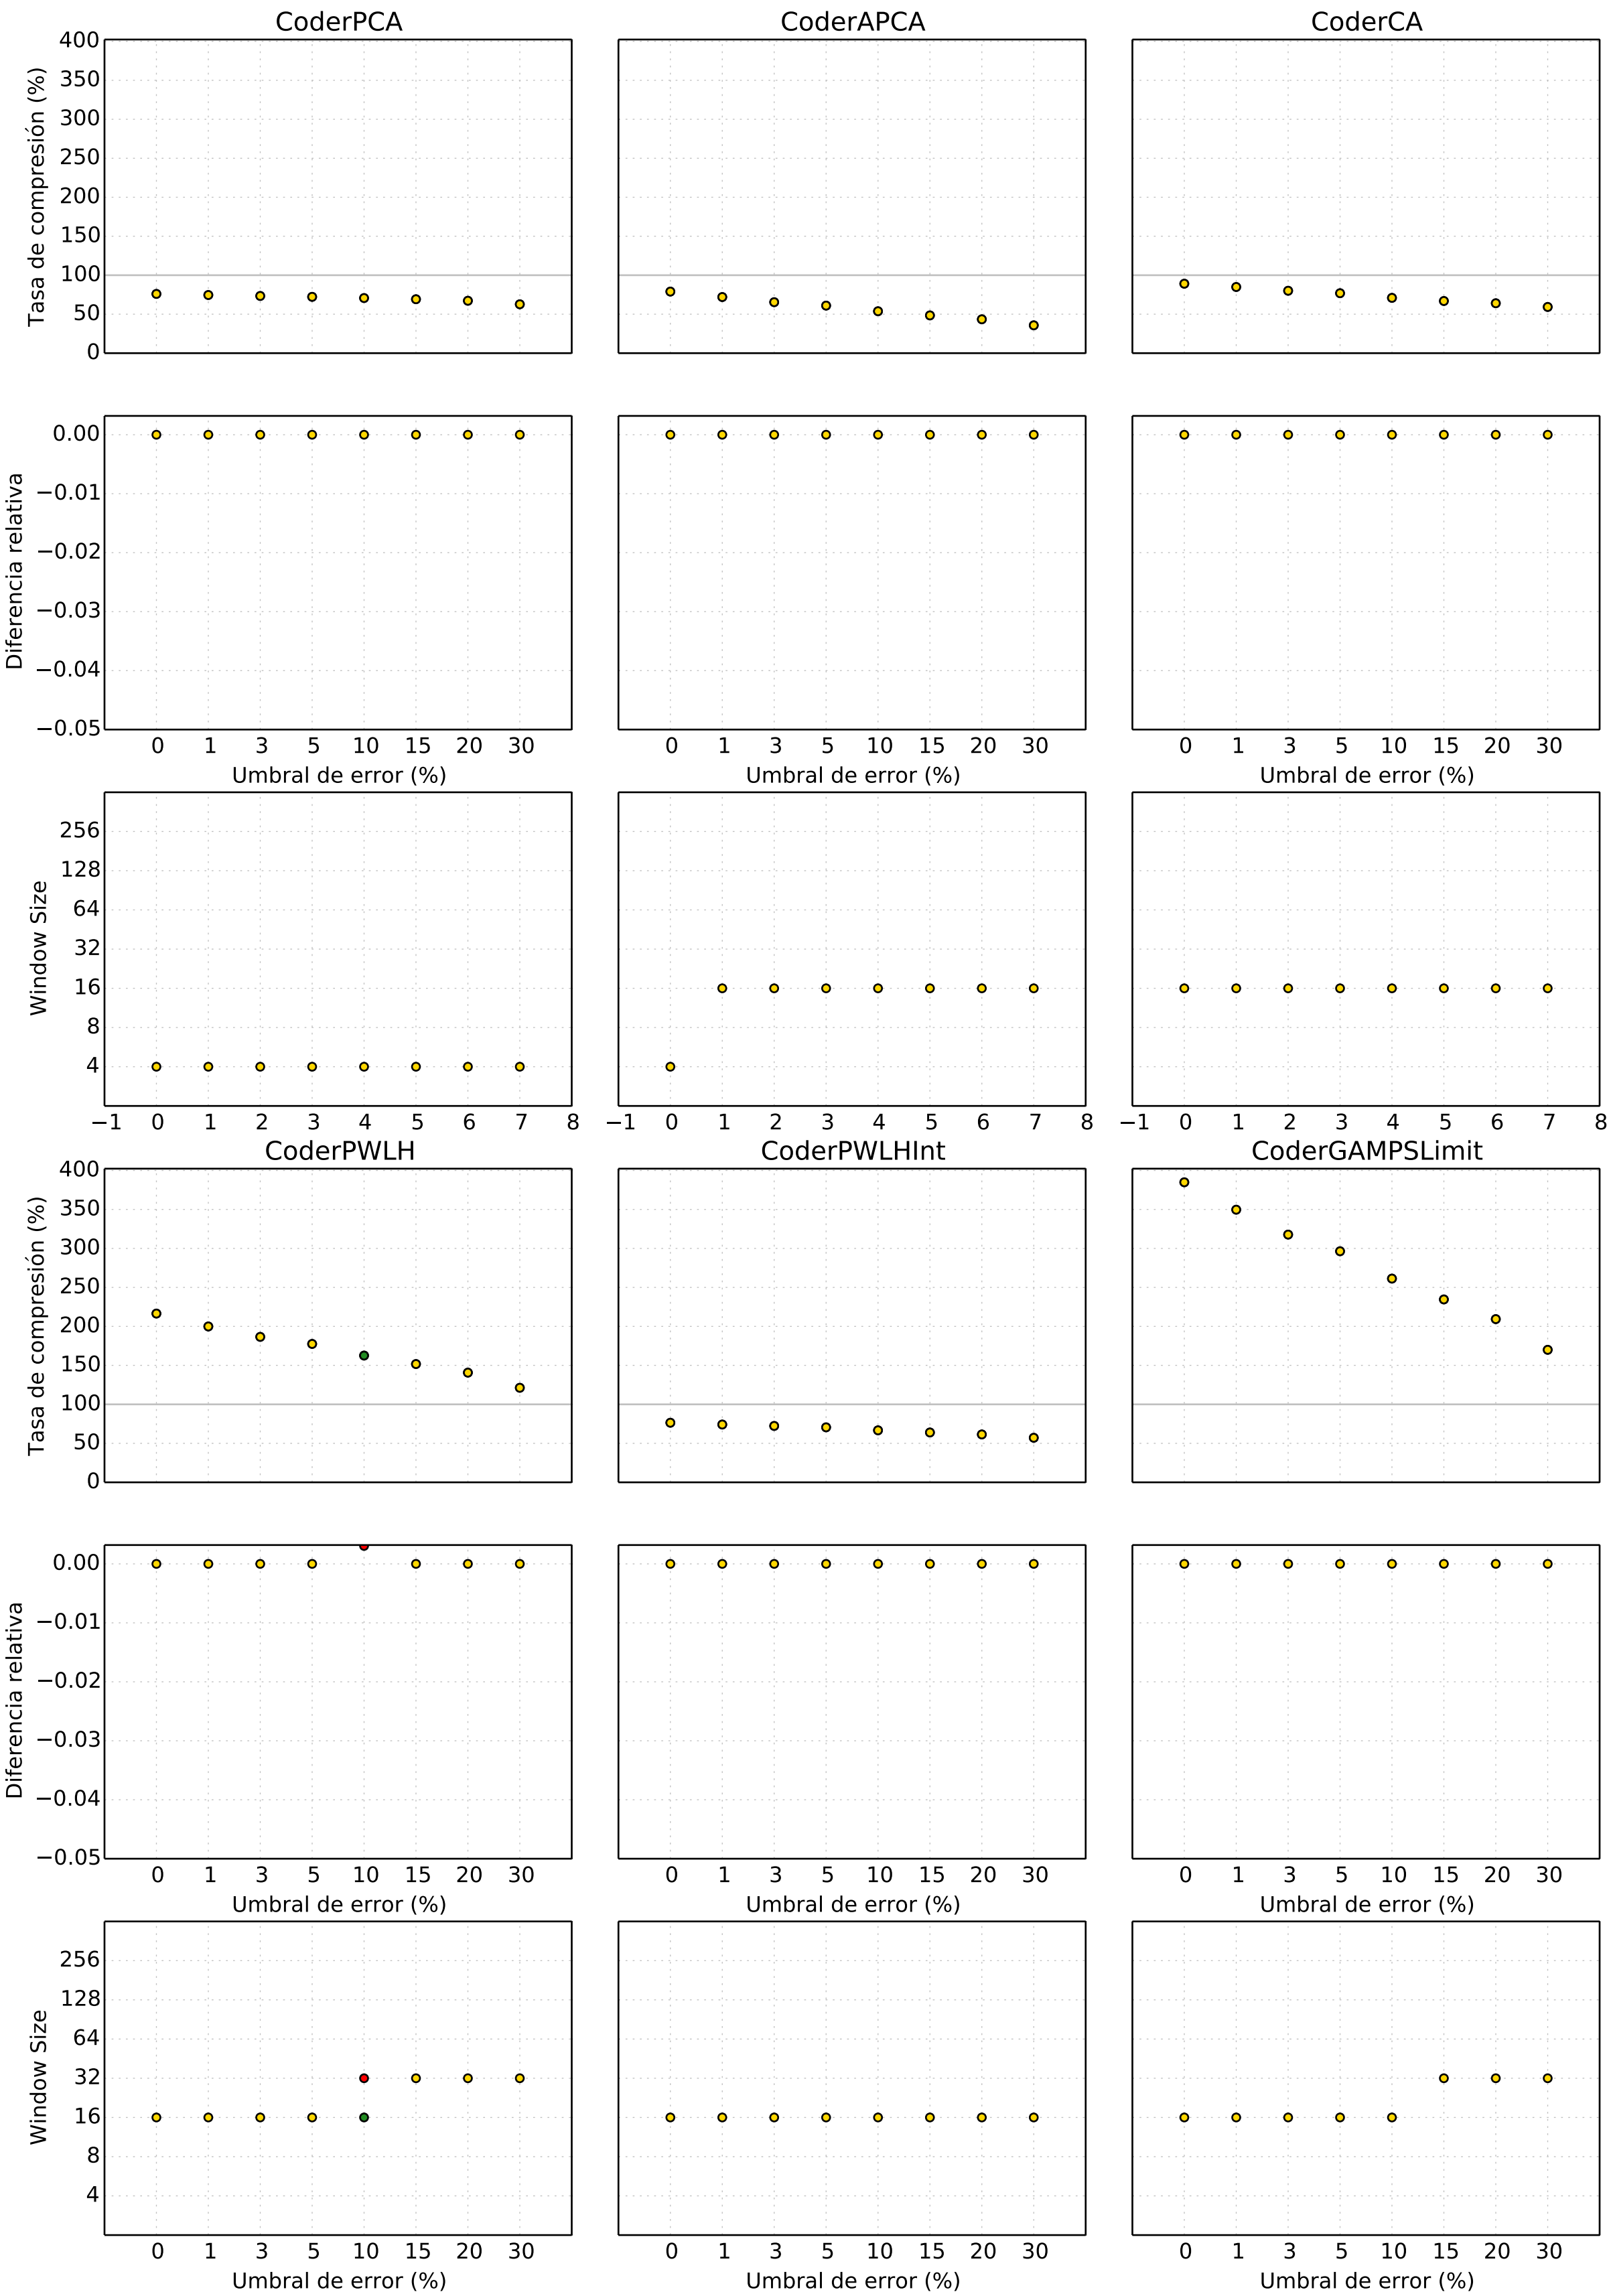 CoderPCA CoderAPCA CoderCA
Tasa de compresión (%)
400
350
300
250
200
150
100
50
0
Diferencia relativa
0.00
−0.01
−0.02
−0.03
−0.04
−0.05
0 1 3 5 10 15 20 30 0 1 3 5 10 15 20 30 0 1 3 5 10 15 20 30
Umbral de error (%) Umbral de error (%) Umbral de error (%)
Window Size
256
128
64
32
16
8
4
−1 0 1 2 3 4 5 6 7 8 −1 0 1 2 3 4 5 6 7 8 −1 0 1 2 3 4 5 6 7 8
CoderPWLH CoderPWLHInt CoderGAMPSLimit
Tasa de compresión (%)
400
350
300
250
200
150
100
50
0
Diferencia relativa
0.00
−0.01
−0.02
−0.03
−0.04
−0.05
0 1 3 5 10 15 20 30 0 1 3 5 10 15 20 30 0 1 3 5 10 15 20 30
Umbral de error (%) Umbral de error (%) Umbral de error (%)
Window Size
256
128
64
32
16
8
4
0 1 3 5 10 15 20 30 0 1 3 5 10 15 20 30 0 1 3 5 10 15 20 30
Umbral de error (%) Umbral de error (%) Umbral de error (%)